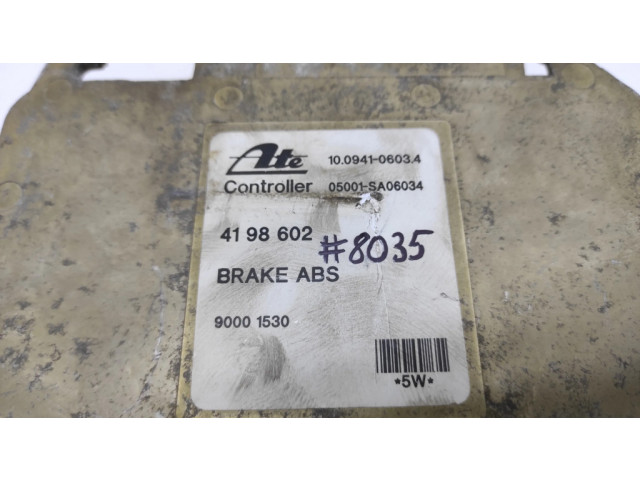 Ate 10.0941-0603.4
Controller 05001-SA06034
41 98 602 #8035
BRAKE ABS
9000 1530
*5W*